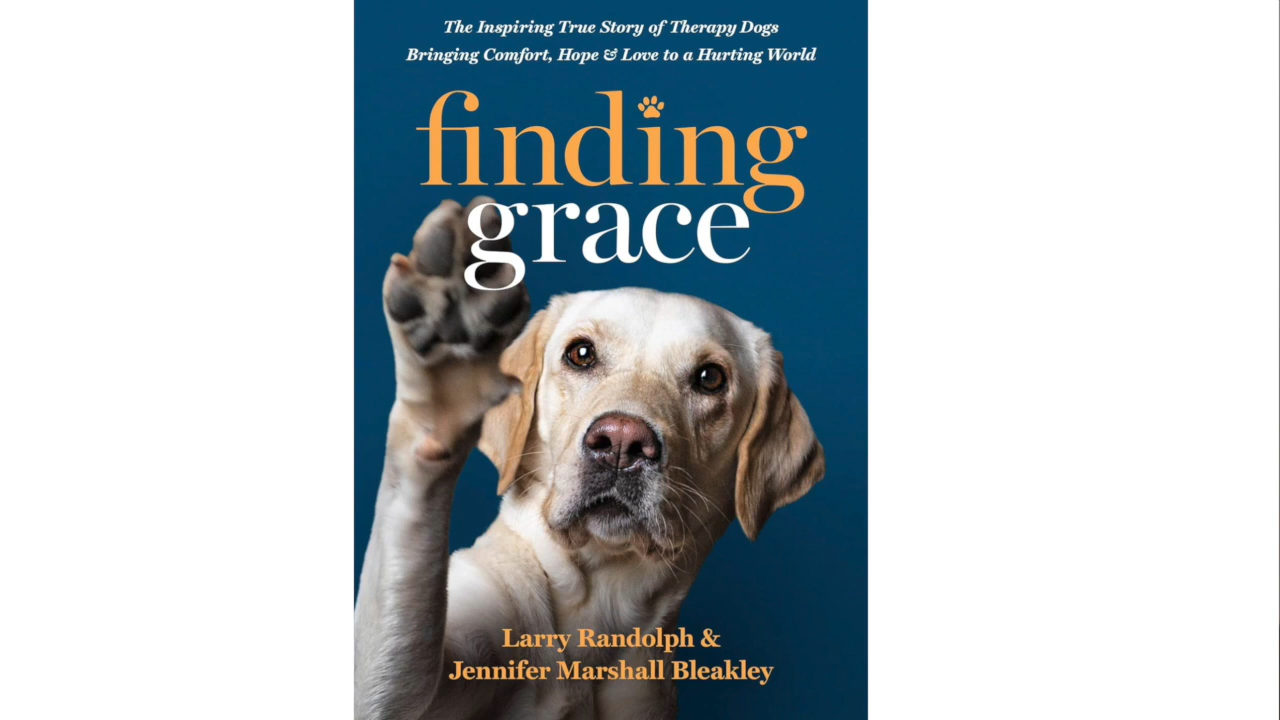 The Inspiring True Story of Therapy Dogs
Bringing Comfort, Hope & Love to a Hurting World
finding
grace
Larry Randolph &
Jennifer Marshall Bleakley